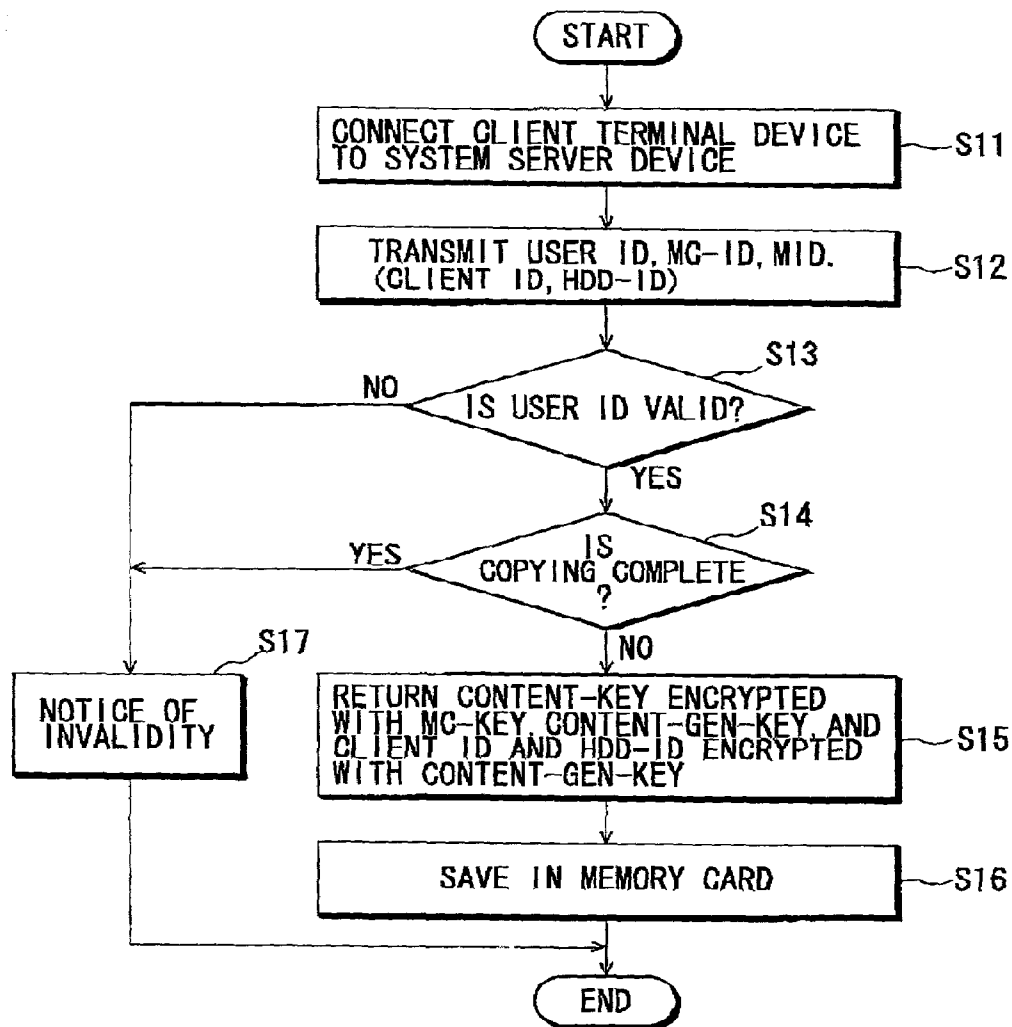 START
CONNECT CLIENT TERMINAL DEVICE
TO SYSTEM SERVER DEVICE
S11
TRANSMIT USER ID, MC-ID, MID.
(CLIENT ID, HDD-ID)
S12
S13
NO
IS USER ID VALID?
YES
S14
YES
IS
COPYING COMPLETE
?
NO
S17
NOTICE OF
INVALIDITY
RETURN CONTENT-KEY ENCRYPTED
WITH MC-KEY, CONTENT-GEN-KEY, AND
CLIENT ID AND HDD-ID ENCRYPTED
WITH CONTENT-GEN-KEY
S15
SAVE IN MEMORY CARD
S16
END